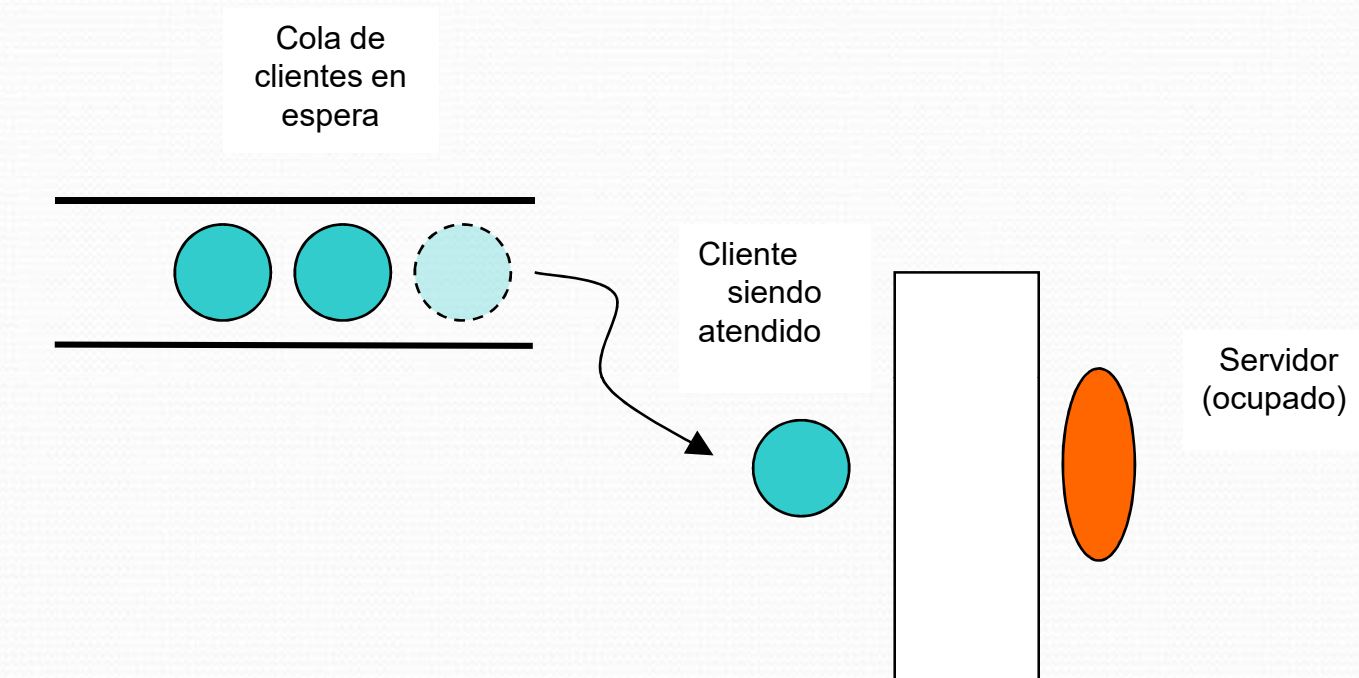 Cola de
clientes en
espera
Cliente
siendo
atendido
Servidor
(ocupado)